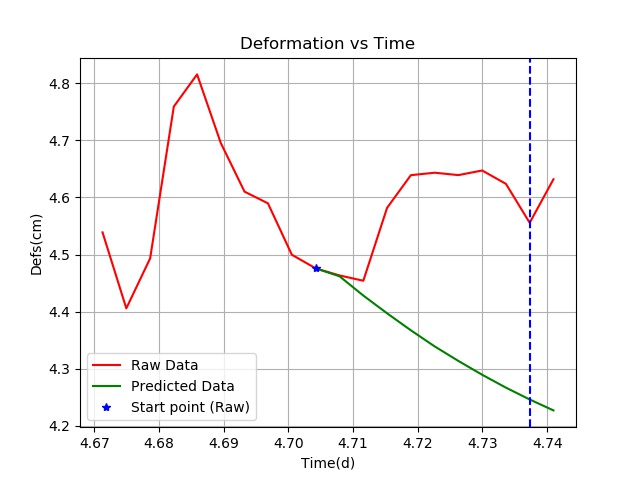 Deformation vs Time
Defs(cm)
4.8
4.7
4.6
4.5
4.4
4.3
4.2
Raw Data
Predicted Data
Start point (Raw)
4.67 4.68 4.69 4.70 4.71 4.72 4.73 4.74
Time(d)